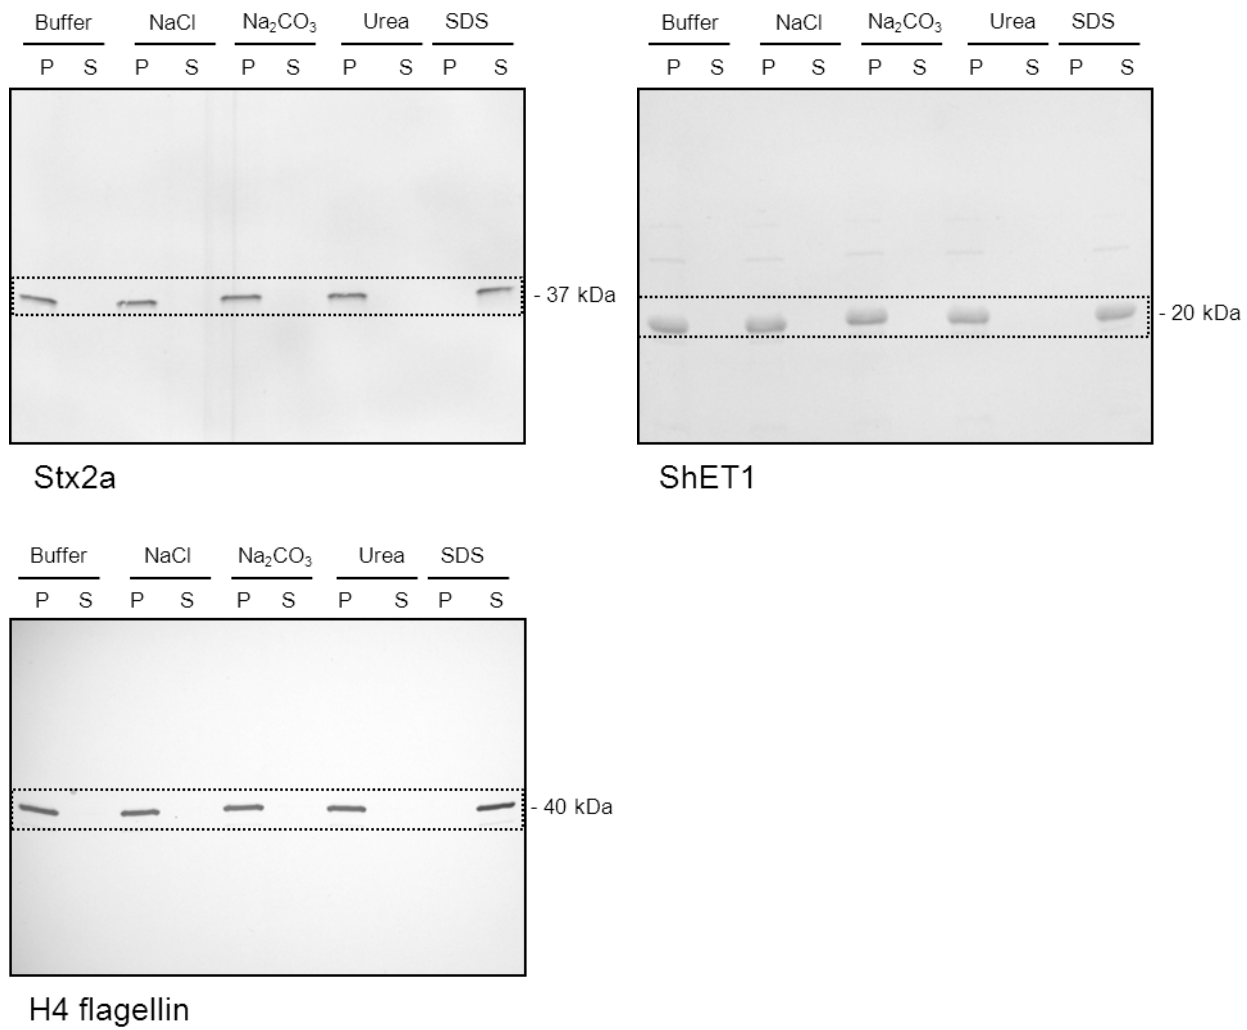 Buffer NaCl Na₂CO₃ Urea SDS
P S P S P S P S P S
- 37 kDa
Stx2a
Buffer NaCl Na₂CO₃ Urea SDS
P S P S P S P S P S
- 20 kDa
ShET1
Buffer NaCl Na₂CO₃ Urea SDS
P S P S P S P S P S
- 40 kDa
H4 flagellin